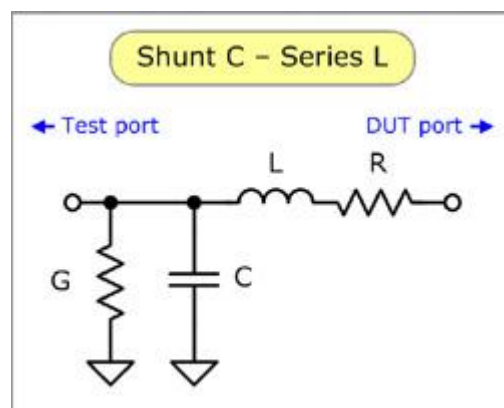 Shunt C – Series L
← Test port
DUT port →
L
R
G
C